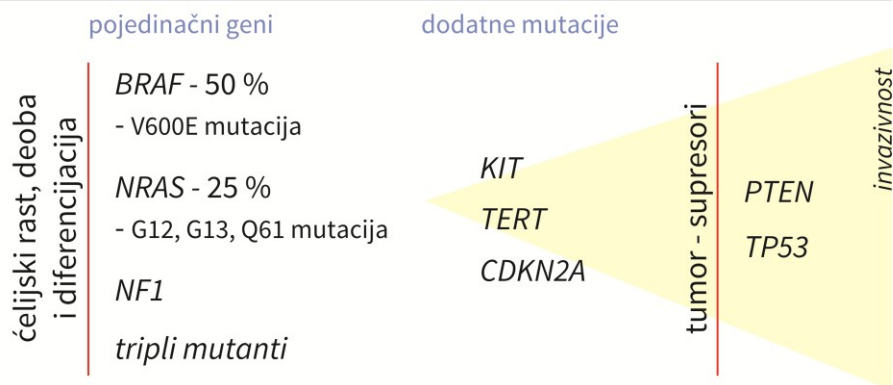 pojedinačni geni
dodatne mutacije
ćelijski rast, deoba
i diferencijacija
BRAF - 50 %
- V600E mutacija
NRAS - 25 %
- G12, G13, Q61 mutacija
NF1
tripli mutanti
KIT
TERT
CDKN2A
tumor - supresori
PTEN
TP53
invazivnost